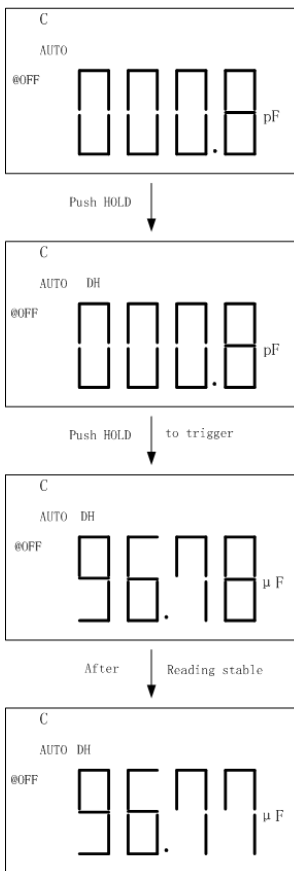 C
AUTO
@OFF 000.8 pF
Push HOLD
C
AUTO DH
@OFF 000.8 pF
Push HOLD to trigger
C
AUTO DH
@OFF 96.78 μF
After Reading stable
C
AUTO DH
@OFF 96.77 μF